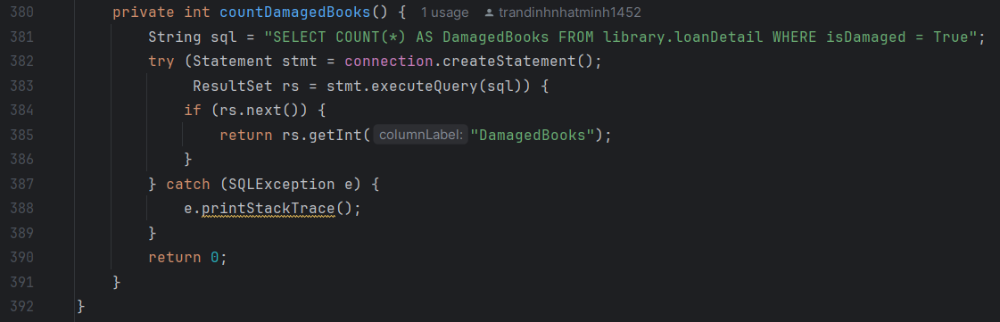 380 private int countDamagedBooks() { 1 usage trandinhnhatminh1452
381 String sql = "SELECT COUNT(*) AS DamagedBooks FROM library.loanDetail WHERE isDamaged = True";
382 try (Statement stmt = connection.createStatement();
383 ResultSet rs = stmt.executeQuery(sql)) {
384 if (rs.next()) {
385 return rs.getInt( columnLabel: "DamagedBooks");
386 }
387 } catch (SQLException e) {
388 e.printStackTrace();
389 }
390 return 0;
391 }
392 }